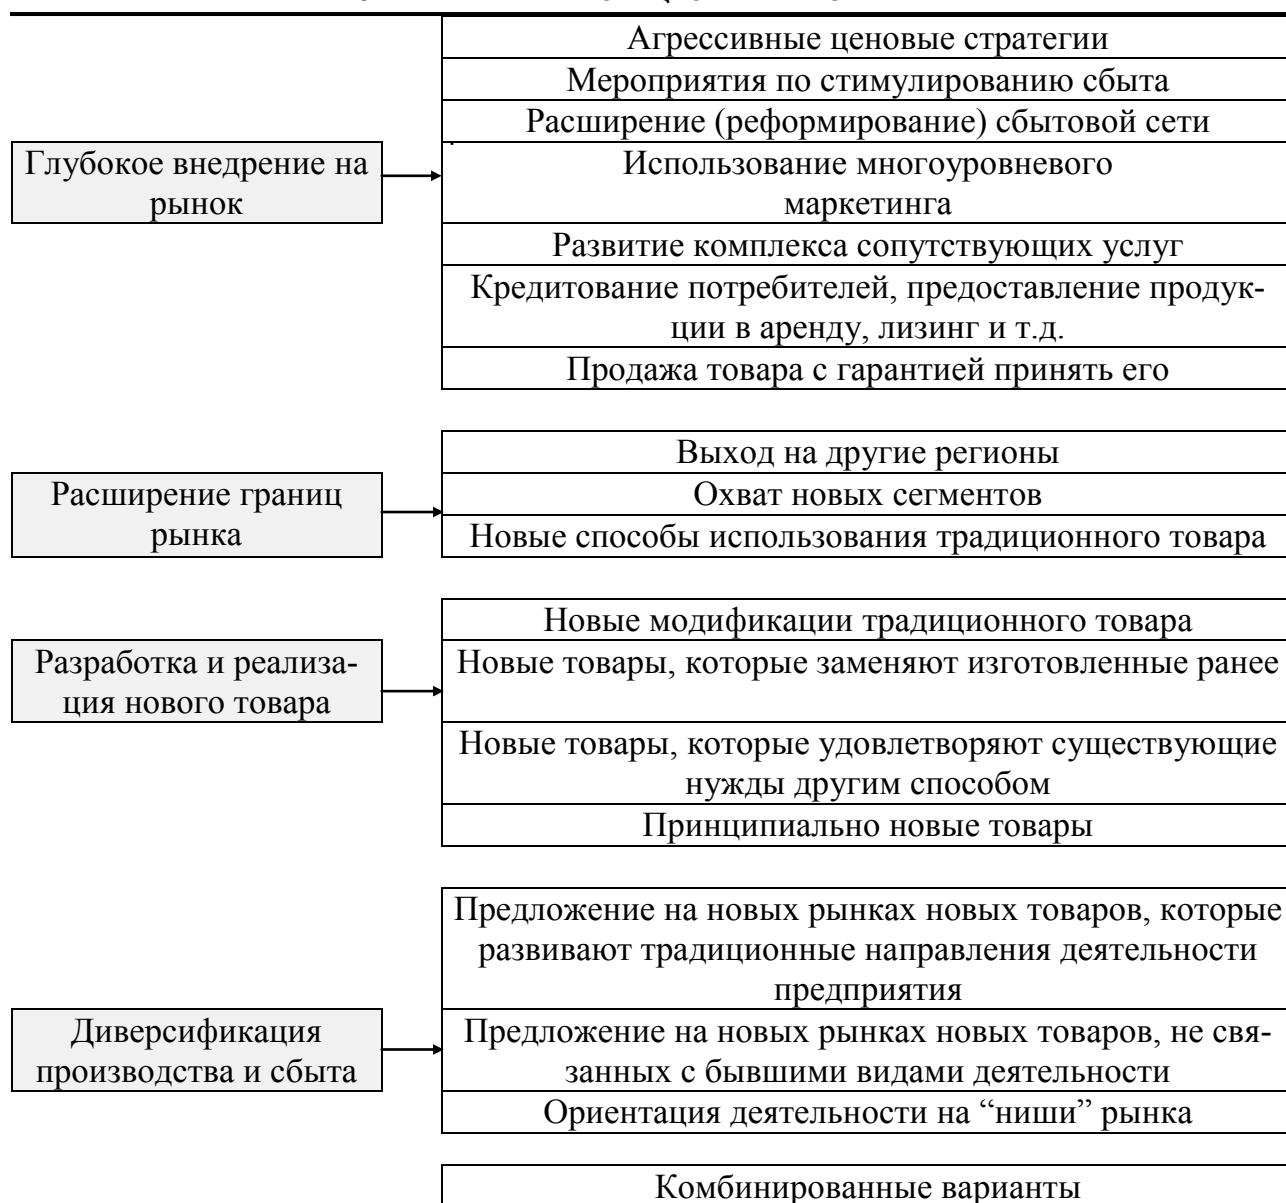 Агрессивные ценовые стратегии
Мероприятия по стимулированию сбыта
Расширение (реформирование) сбытовой сети
Глубокое внедрение на
рынок
Использование многоуровневого
маркетинга
Развитие комплекса сопутствующих услуг
Кредитование потребителей, предоставление продук-
ции в аренду, лизинг и т.д.
Продажа товара с гарантией принять его
Выход на другие регионы
Расширение границ
рынка
Охват новых сегментов
Новые способы использования традиционного товара
Новые модификации традиционного товара
Разработка и реализа-
ция нового товара
Новые товары, которые заменяют изготовленные ранее
Новые товары, которые удовлетворяют существующие
нужды другим способом
Принципиально новые товары
Предложение на новых рынках новых товаров, которые
развивают традиционные направления деятельности
предприятия
Диверсификация
производства и сбыта
Предложение на новых рынках новых товаров, не свя-
занных с бывшими видами деятельности
Ориентация деятельности на “ниши” рынка
Комбинированные варианты